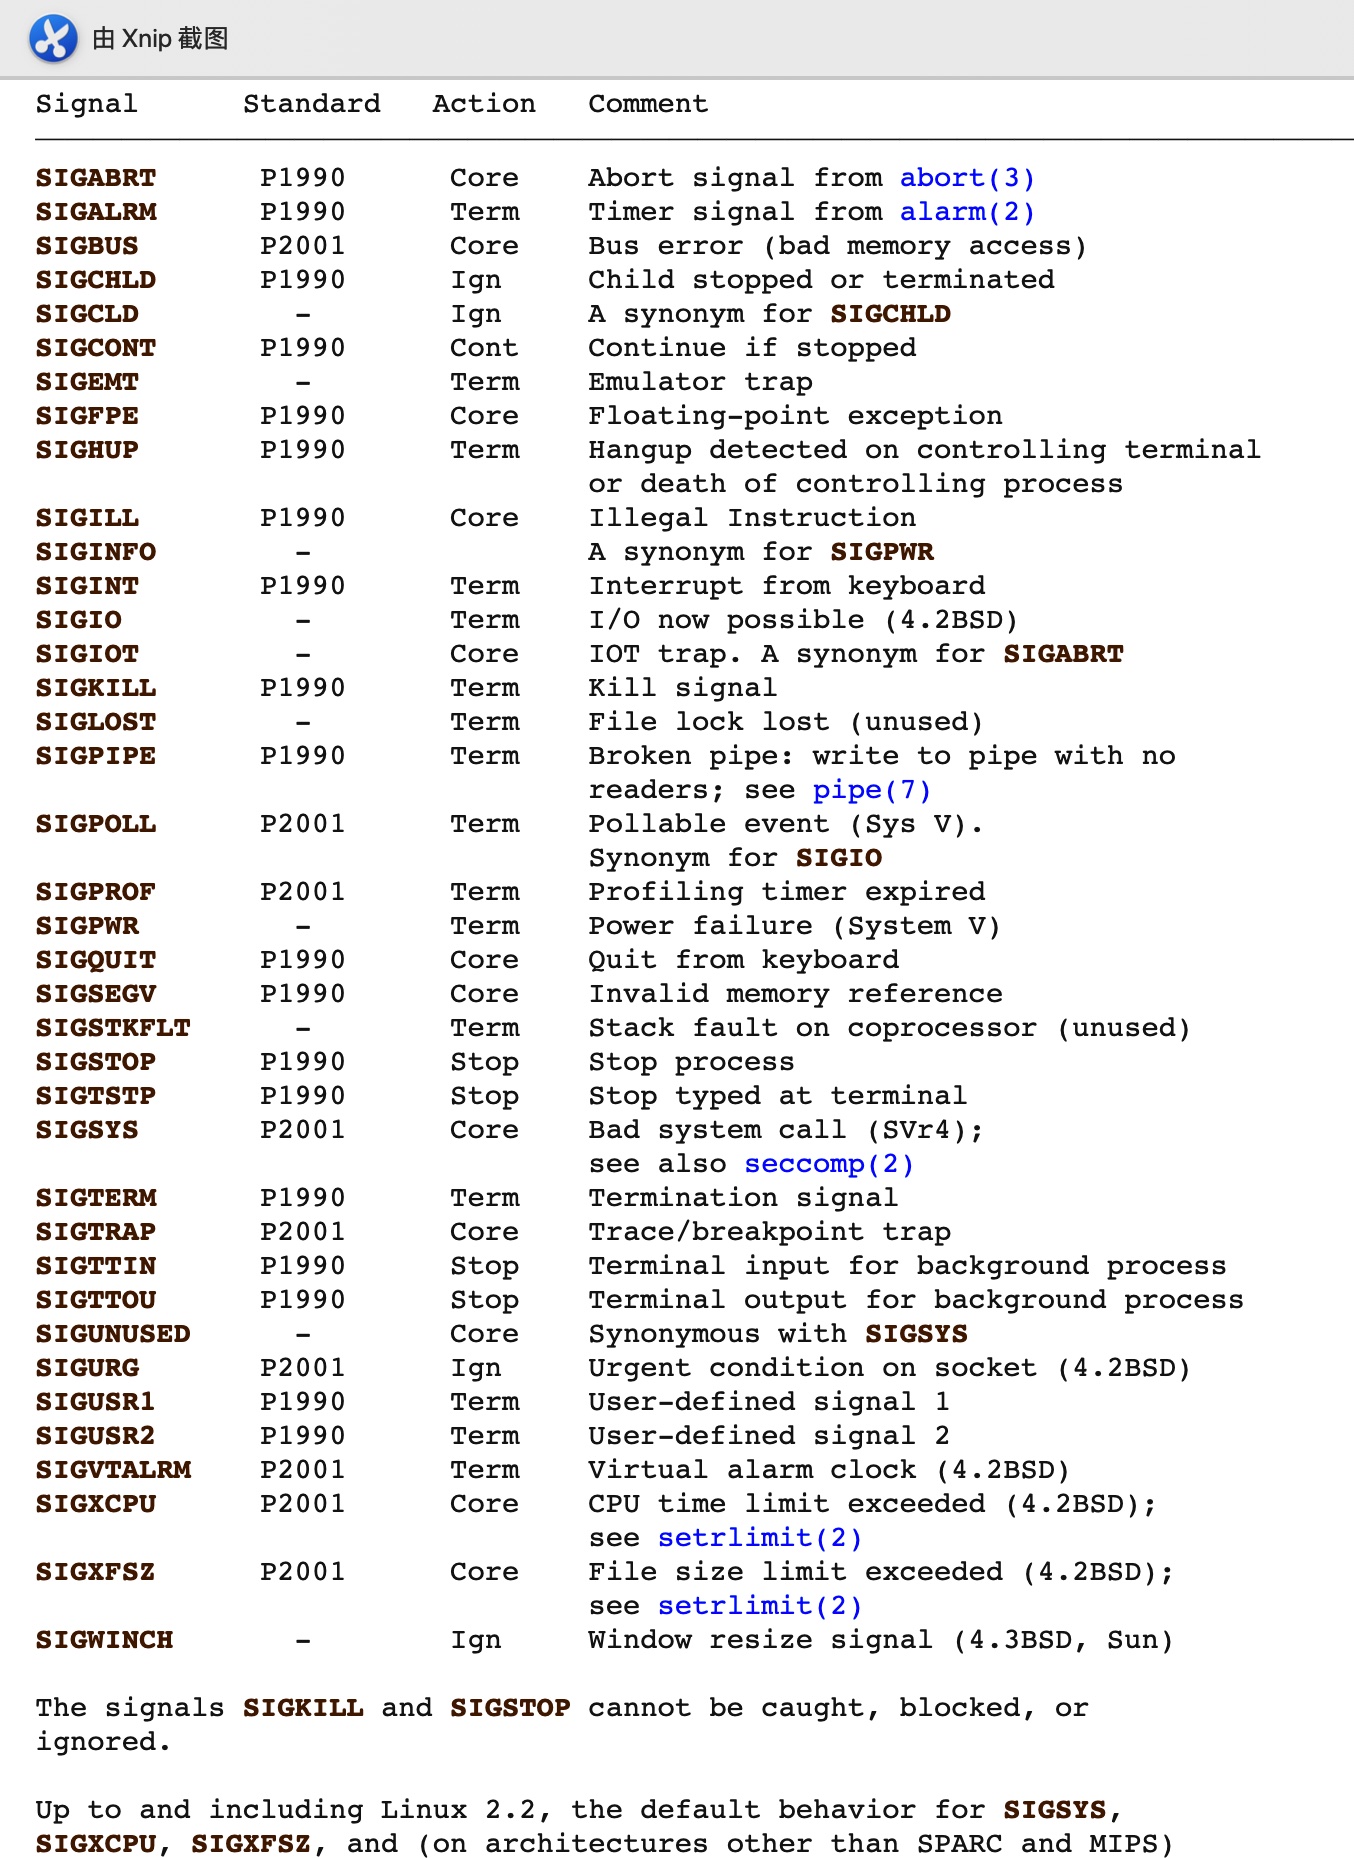 由 Xnip 截图
Signal Standard Action Comment
SIGABRT P1990 Core Abort signal from abort(3)
SIGALRM P1990 Term Timer signal from alarm(2)
SIGBUS P2001 Core Bus error (bad memory access)
SIGCHLD P1990 Ign Child stopped or terminated
SIGCLD - Ign A synonym for SIGCHLD
SIGCONT P1990 Cont Continue if stopped
SIGEMT - Term Emulator trap
SIGFPE P1990 Core Floating-point exception
SIGHUP P1990 Term Hangup detected on controlling terminal
or death of controlling process
SIGILL P1990 Core Illegal Instruction
SIGINFO - A synonym for SIGPWR
SIGINT P1990 Term Interrupt from keyboard
SIGIO - Term I/O now possible (4.2BSD)
SIGIOT - Core IOT trap. A synonym for SIGABRT
SIGKILL P1990 Term Kill signal
SIGLOST - Term File lock lost (unused)
SIGPIPE P1990 Term Broken pipe: write to pipe with no
readers; see pipe(7)
SIGPOLL P2001 Term Pollable event (Sys V).
Synonym for SIGIO
SIGPROF P2001 Term Profiling timer expired
SIGPWR - Term Power failure (System V)
SIGQUIT P1990 Core Quit from keyboard
SIGSEGV P1990 Core Invalid memory reference
SIGSTKFLT - Term Stack fault on coprocessor (unused)
SIGSTOP P1990 Stop Stop process
SIGTSTP P1990 Stop Stop typed at terminal
SIGSYS P2001 Core Bad system call (SVr4);
see also seccomp(2)
SIGTERM P1990 Term Termination signal
SIGTRAP P2001 Core Trace/breakpoint trap
SIGTTIN P1990 Stop Terminal input for background process
SIGTTOU P1990 Stop Terminal output for background process
SIGUNUSED - Core Synonymous with SIGSYS
SIGURG P2001 Ign Urgent condition on socket (4.2BSD)
SIGUSR1 P1990 Term User-defined signal 1
SIGUSR2 P1990 Term User-defined signal 2
SIGVTALRM P2001 Term Virtual alarm clock (4.2BSD)
SIGXCPU P2001 Core CPU time limit exceeded (4.2BSD);
see setrlimit(2)
SIGXFSZ P2001 Core File size limit exceeded (4.2BSD);
see setrlimit(2)
SIGWINCH - Ign Window resize signal (4.3BSD, Sun)
The signals SIGKILL and SIGSTOP cannot be caught, blocked, or
ignored.
Up to and including Linux 2.2, the default behavior for SIGSYS,
SIGXCPU, SIGXFSZ, and (on architectures other than SPARC and MIPS)